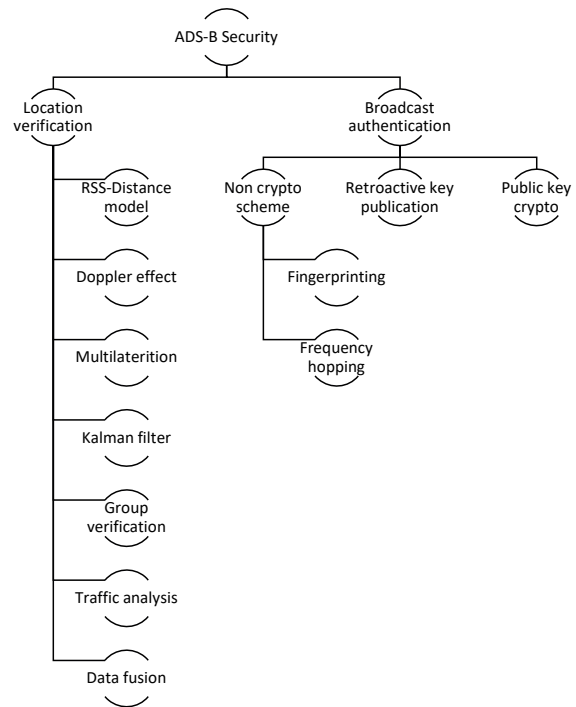 ADS-B Security
Location
verification
Broadcast
authentication
RSS-Distance
model
Non crypto
scheme
Retroactive key
publication
Public key
crypto
Doppler effect
Fingerprinting
Multilaterition
Frequency
hopping
Kalman filter
Group
verification
Traffic analysis
Data fusion